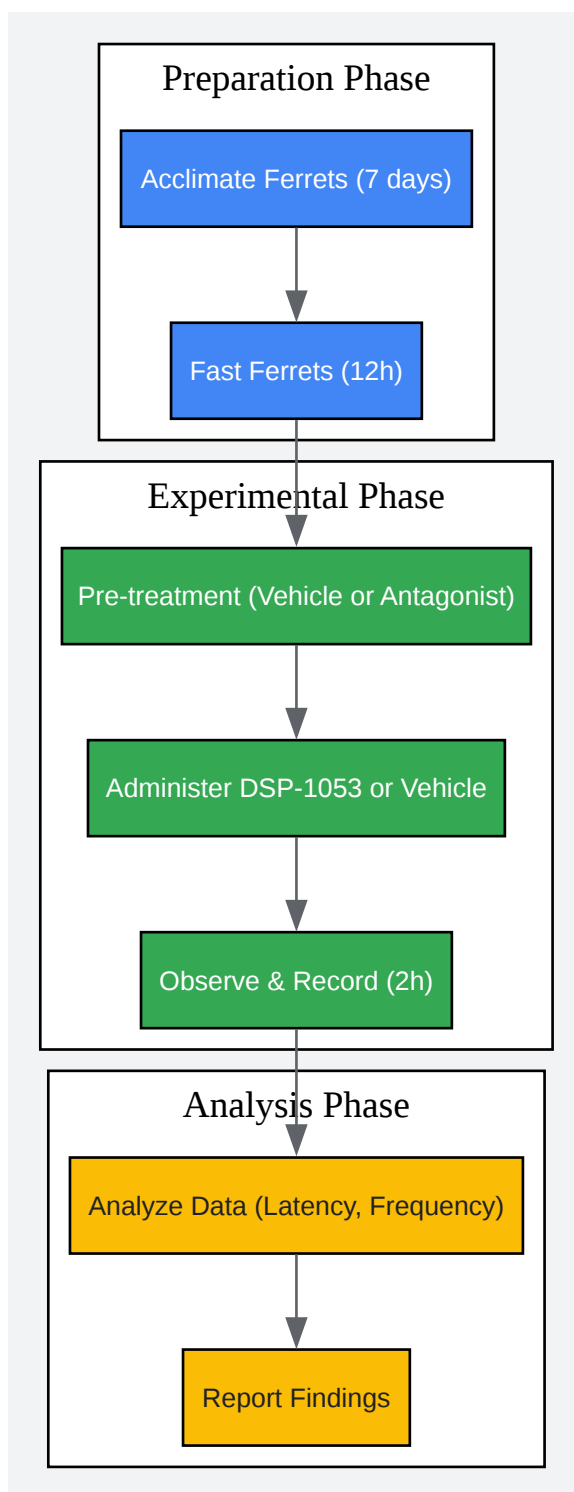 Preparation Phase
Acclimate Ferrets (7 days)
Fast Ferrets (12h)
Experimental Phase
Pre-treatment (Vehicle or Antagonist)
Administer DSP-1053 or Vehicle
Observe & Record (2h)
Analysis Phase
Analyze Data (Latency, Frequency)
Report Findings